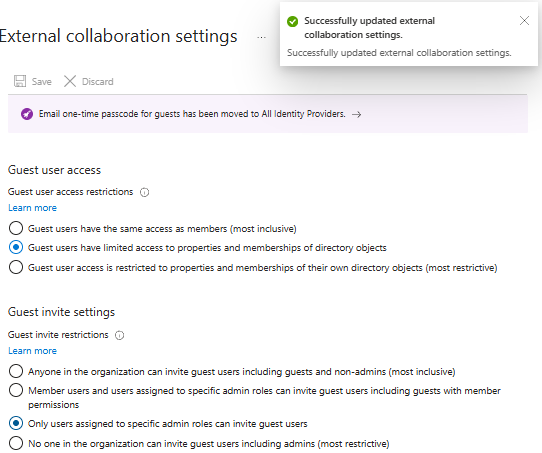 External collaboration settings ...
Successfully updated external
collaboration settings.
Successfully updated external collaboration settings.
Save Discard
Email one-time passcode for guests has been moved to All Identity Providers. →
Guest user access
Guest user access restrictions
Learn more
Guest users have the same access as members (most inclusive)
Guest users have limited access to properties and memberships of directory objects
Guest user access is restricted to properties and memberships of their own directory objects (most restrictive)
Guest invite settings
Guest invite restrictions
Learn more
Anyone in the organization can invite guest users including guests and non-admins (most inclusive)
Member users and users assigned to specific admin roles can invite guest users including guests with member
permissions
Only users assigned to specific admin roles can invite guest users
No one in the organization can invite guest users including admins (most restrictive)